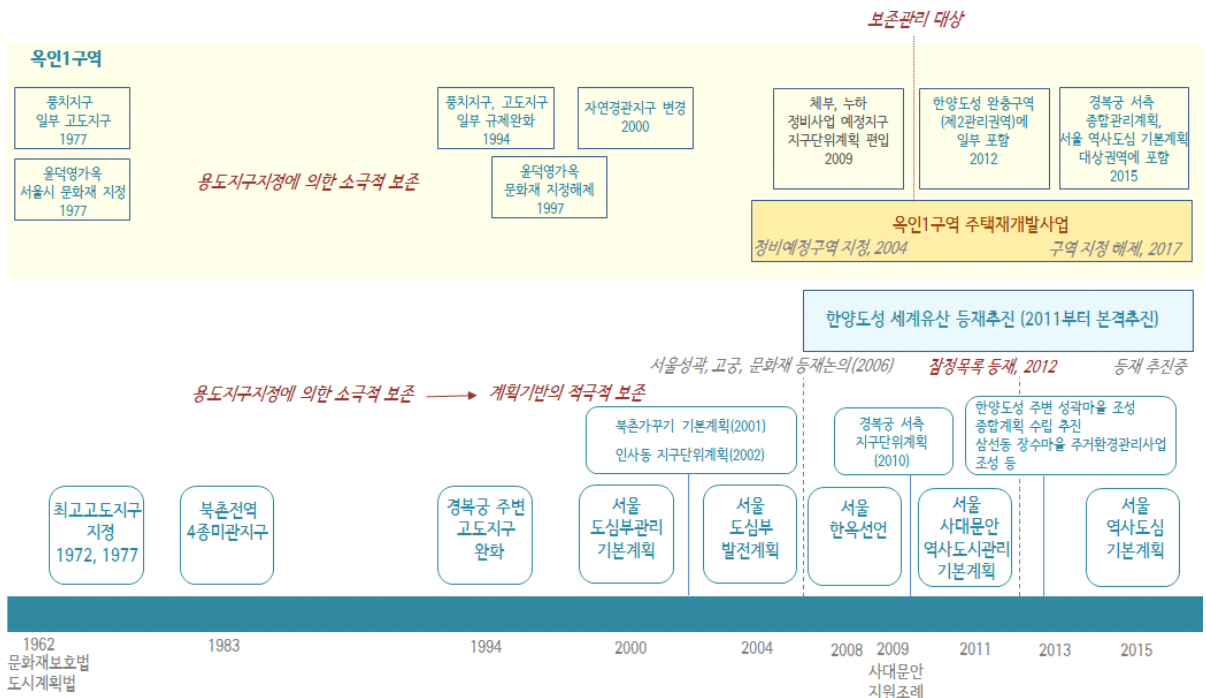 보존관리 대상
옥인1구역
풍치지구
일부 고도지구
1977
윤덕영가옥
서울시 문화재 지정
1977
용도지구지정에 의한 소극적 보존
풍치지구, 고도지구
일부 규제완화
1994
윤덕영가옥
문화재 지정해제
1997
자연경관지구 변경
2000
체부, 누하
정비사업 예정지구
지구단위계획 편입
2009
한양도성 완충구역
(제2관리권역)에
일부 포함
2012
경복궁 서측
종합관리계획,
서울 역사도심 기본계획
대상권역에 포함
2015
옥인1구역 주택재개발사업
정비예정구역 지정, 2004
구역 지정 해제, 2017
한양도성 세계유산 등재추진 (2011부터 본격추진)
서울성곽, 고궁, 문화재 등재논의(2006)
잠정목록 등재, 2012
등재 추진중
용도지구지정에 의한 소극적 보존
계획기반의 적극적 보존
북촌가꾸기 기본계획(2001)
인사동 지구단위계획(2002)
경복궁 서측
지구단위계획
(2010)
한양도성 주변 성곽마을 조성
종합계획 수립 추진
삼선동 장수마을 주거환경관리사업
조성 등
최고고도지구
지정
1972, 1977
북촌전역
4종미관지구
경복궁 주변
고도지구
완화
서울
도심부관리
기본계획
서울
도심부
발전계획
서울
한옥선언
서울
사대문안
역사도시관리
기본계획
서울
역사도심
기본계획
1962
문화재보호법
도시계획법
1983
1994
2000
2004
2008
2009
사대문안
지원조례
2011
2013
2015